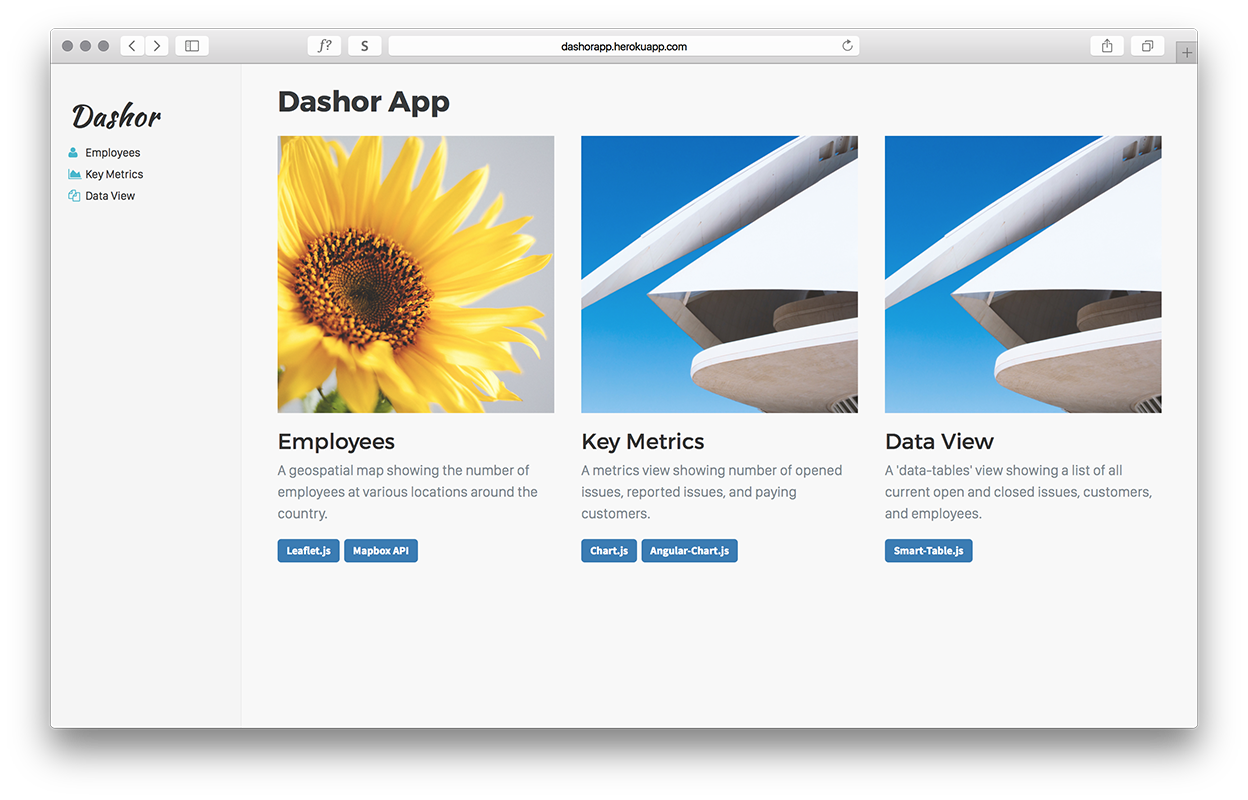 f? S dashorapp.herokuapp.com
Dashor
Employees
Key Metrics
Data View
Dashor App
Employees
A geospatial map showing the number of
employees at various locations around the
country.
Leaflet.js Mapbox API
Key Metrics
A metrics view showing number of opened
issues, reported issues, and paying
customers.
Chart.js Angular-Chart.js
Data View
A 'data-tables' view showing a list of all
current open and closed issues, customers,
and employees.
Smart-Table.js